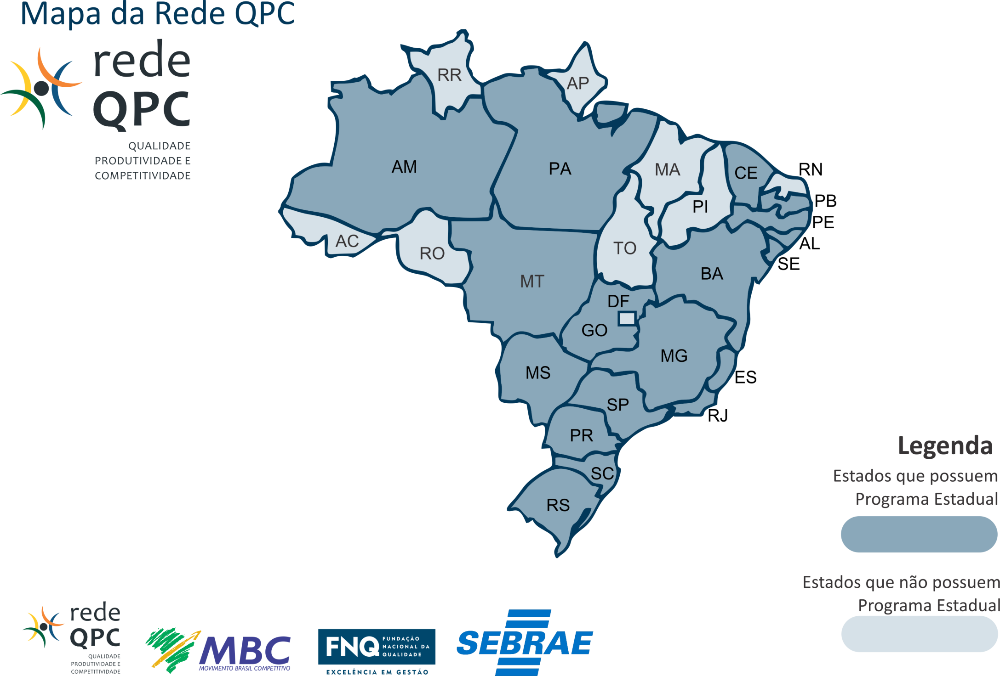 Mapa da Rede QPC
rede
QPC
QUALIDADE
PRODUTIVIDADE E
COMPETITIVIDADE
RR
AP
AM
PA
MA
CE
RN
PI
PB
PE
AC
RO
TO
AL
SE
MT
BA
DF
GO
MG
MS
ES
SP
RJ
PR
SC
RS
Legenda
Estados que possuem
Programa Estadual
Estados que não possuem
Programa Estadual
rede
QPC
QUALIDADE
PRODUTIVIDADE E
COMPETITIVIDADE
MBC
MOVIMENTO BRASIL COMPETITIVO
FNQ
FUNDAÇÃO
NACIONAL DA
QUALIDADE
EXCELÊNCIA EM GESTÃO
SEBRAE